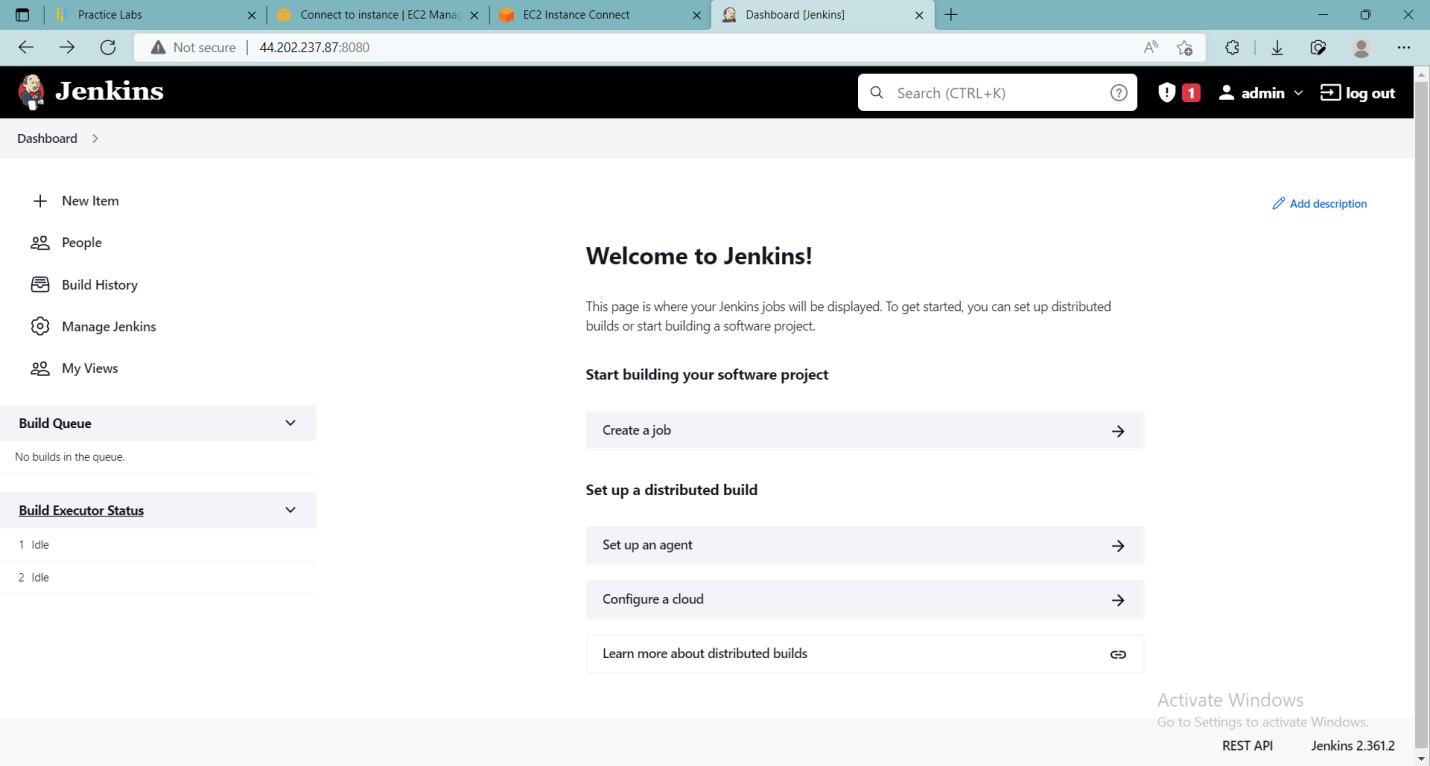 Practice Labs
Connect to instance | EC2 Manag
EC2 Instance Connect
Dashboard [Jenkins]
Not secure
44.202.237.87:8080
Jenkins
Search (CTRL+K)
1
admin
log out
Dashboard
New Item
Add description
People
Build History
Manage Jenkins
My Views
Build Queue
No builds in the queue.
Build Executor Status
1 Idle
2 Idle
Welcome to Jenkins!
This page is where your Jenkins jobs will be displayed. To get started, you can set up distributed
builds or start building a software project.
Start building your software project
Create a job
Set up a distributed build
Set up an agent
Configure a cloud
Learn more about distributed builds
Activate Windows
Go to Settings to activate Windows.
REST API
Jenkins 2.361.2